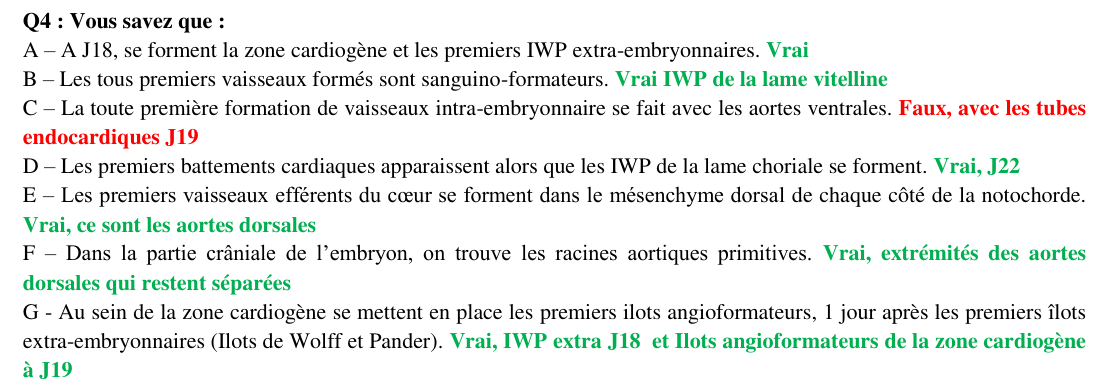 Q4 : Vous savez que :
A – A J18, se forment la zone cardiogène et les premiers IWP extra-embryonnaires. Vrai
B – Les tous premiers vaisseaux formés sont sanguino-formateurs. Vrai IWP de la lame vitelline
C – La toute première formation de vaisseaux intra-embryonnaire se fait avec les aortes ventrales. Faux, avec les tubes
endocardiques J19
D – Les premiers battements cardiaques apparaissent alors que les IWP de la lame choriale se forment. Vrai, J22
E – Les premiers vaisseaux efférents du cœur se forment dans le mésenchyme dorsal de chaque côté de la notochorde.
Vrai, ce sont les aortes dorsales
F – Dans la partie crâniale de l’embryon, on trouve les racines aortiques primitives. Vrai, extrémités des aortes
dorsales qui restent séparées
G - Au sein de la zone cardiogène se mettent en place les premiers ilots angioformateurs, 1 jour après les premiers îlots
extra-embryonnaires (Ilots de Wolff et Pander). Vrai, IWP extra J18 et Ilots angioformateurs de la zone cardiogène
à J19